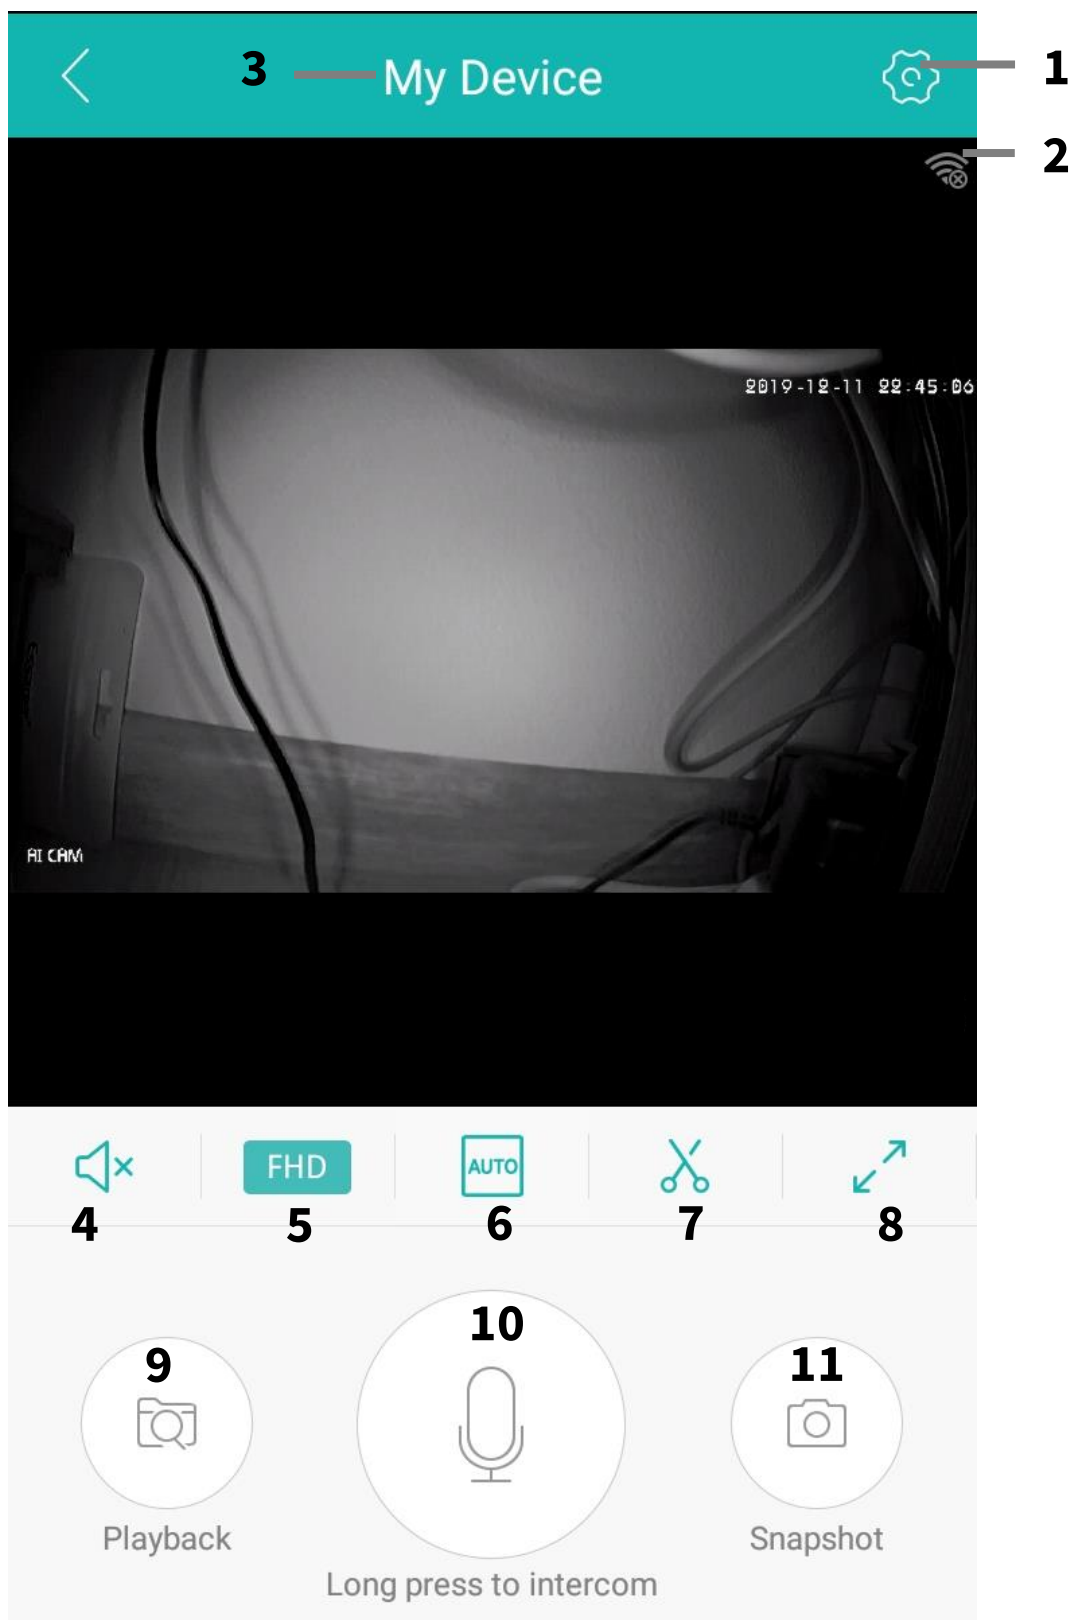 3 My Device 1
2
2019-12-11 22:45:06
AI CAM
FHD AUTO
4 5 6 7 8
9 10 11
Playback Snapshot
Long press to intercom